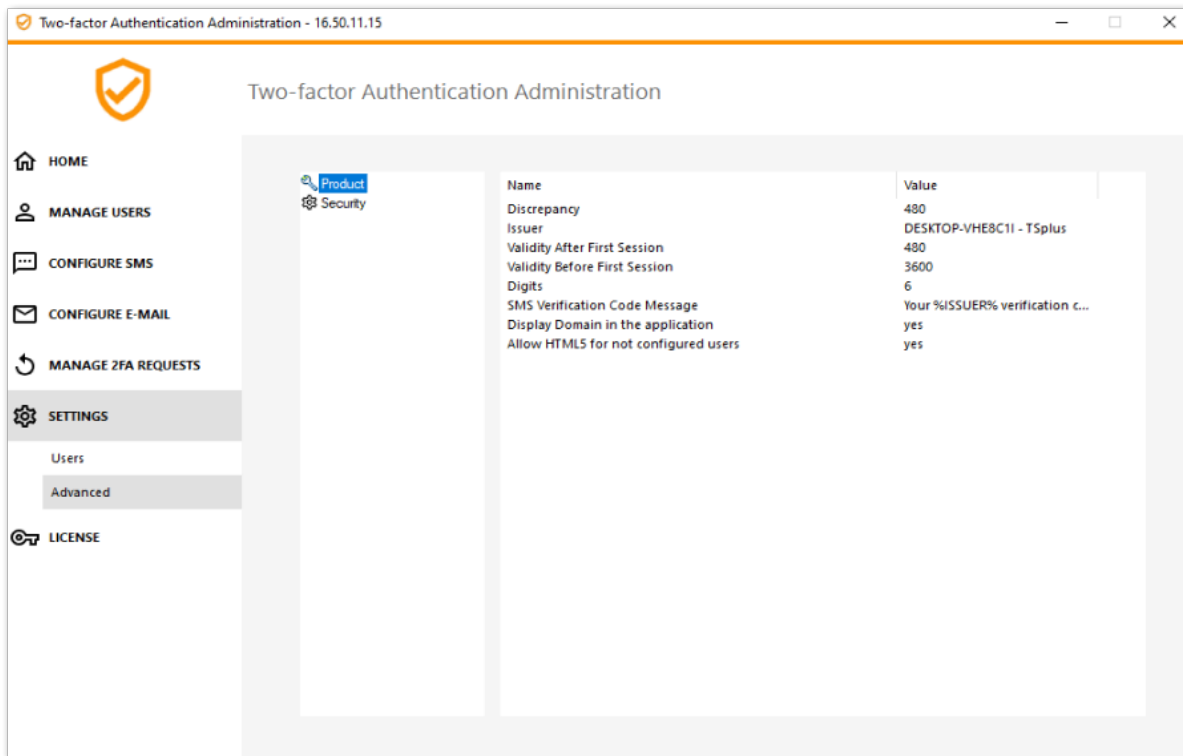 Two-factor Authentication Administration - 16.50.11.15
Two-factor Authentication Administration
HOME
MANAGE USERS
CONFIGURE SMS
CONFIGURE E-MAIL
MANAGE 2FA REQUESTS
SETTINGS
Users
Advanced
LICENSE
Product
Security
Name Value
Discrepancy 480
Issuer DESKTOP-VHE8C1I - TSplus
Validity After First Session 480
Validity Before First Session 3600
Digits 6
SMS Verification Code Message Your %ISSUER% verification c...
Display Domain in the application yes
Allow HTML5 for not configured users yes